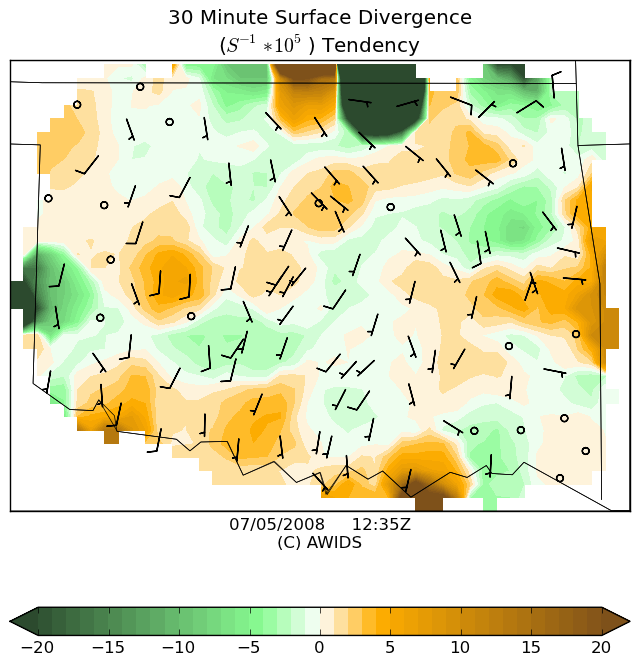 30 Minute Surface Divergence
(S⁻¹ *10⁵ ) Tendency
07/05/2008 12:35Z
(C) AWIDS
−20 −15 −10 −5 0 5 10 15 20